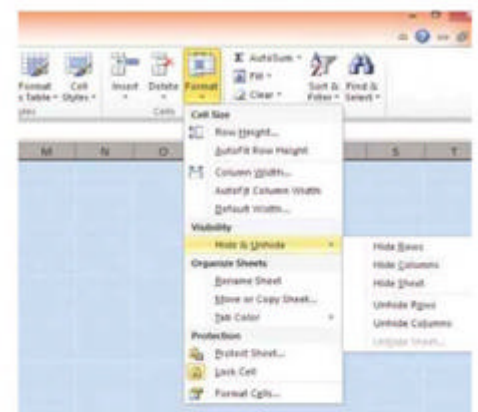 Format
s Table
Cell
Styles
Insert
Delete
Format
Σ AutoSum
Fill
Clear
Sort &
Filter
Find &
Select
Cells
M N O S T
Cell Size
Row Height...
AutoFit Row Height
Column Width...
AutoFit Column Width
Default Width...
Visibility
Hide & Unhide
Hide Rows
Hide Columns
Hide Sheet
Unhide Rows
Unhide Columns
Unhide Sheet...
Organize Sheets
Rename Sheet
Move or Copy Sheet...
Tab Color
Protection
Protect Sheet...
Lock Cell
Format Cells...